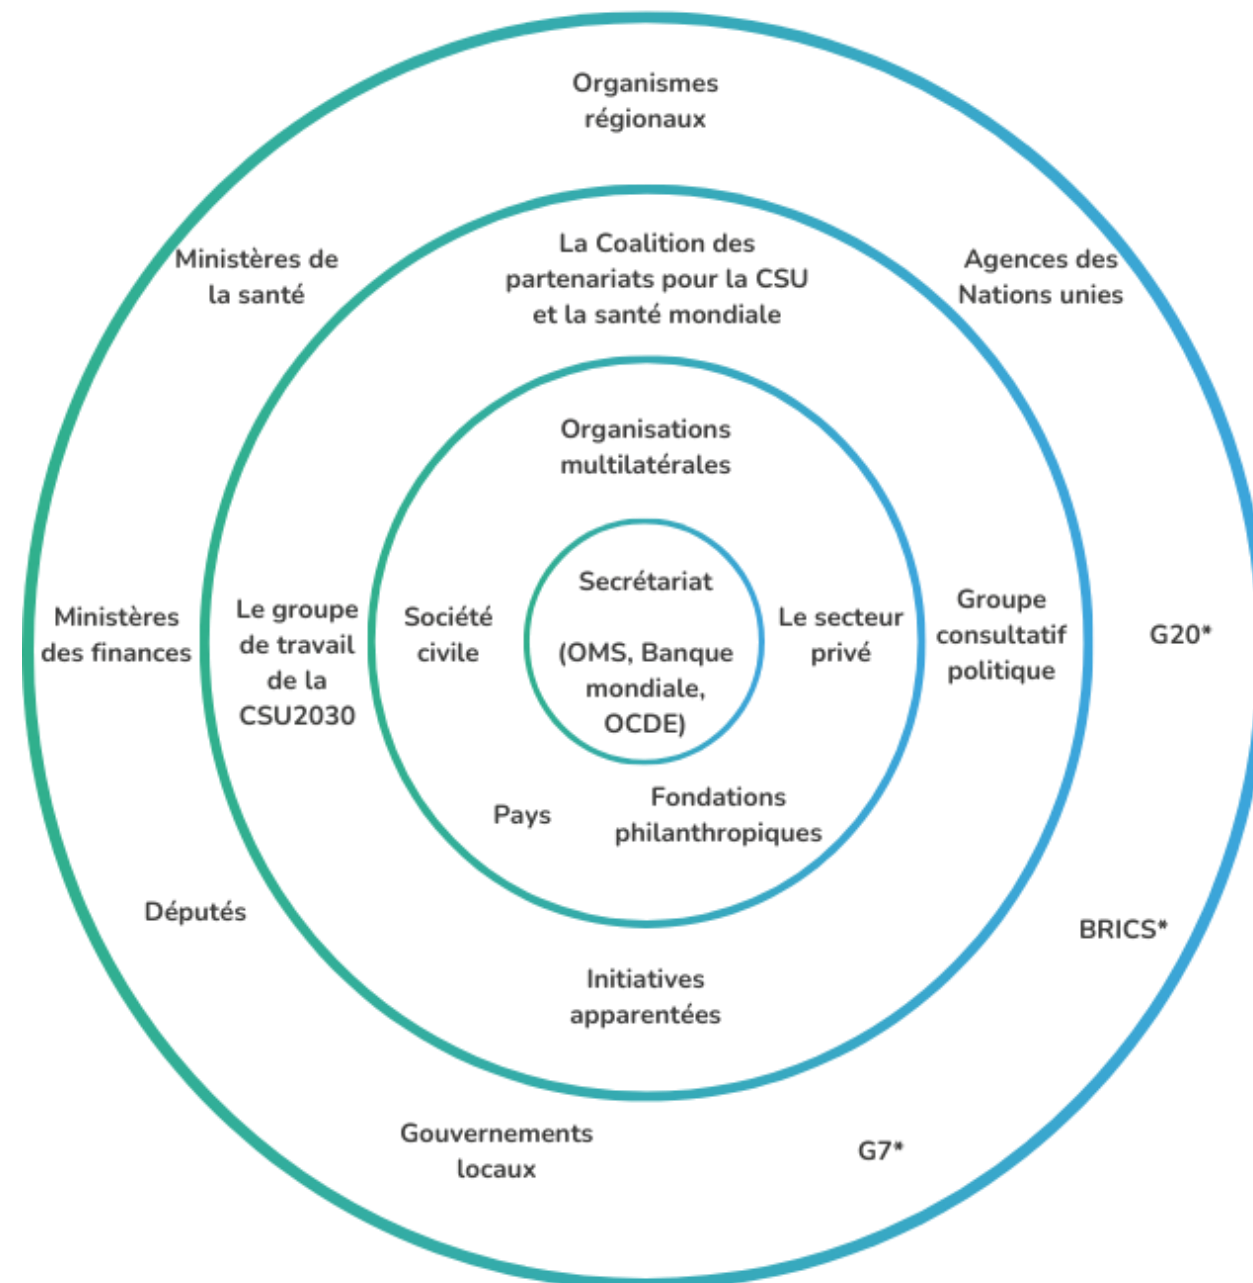 Organismes
régionaux
Ministères de
la santé
La Coalition des
partenariats pour la CSU
et la santé mondiale
Agences des
Nations unies
Organisations
multilatérales
Ministères
des finances
Le groupe
de travail
de la
CSU2030
Société
civile
Secrétariat
(OMS, Banque
mondiale,
OCDE)
Le secteur
privé
Groupe
consultatif
politique
G20*
Pays
Fondations
philanthropiques
Députés
BRICS*
Initiatives
apparentées
Gouvernements
locaux
G7*